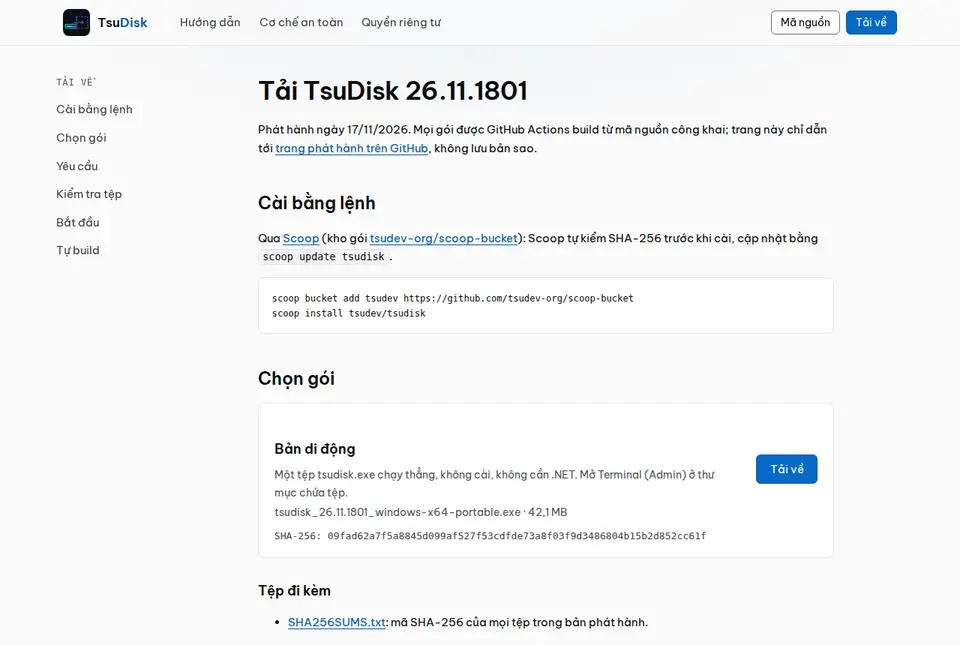 TsuDisk
Hướng dẫn
Cơ chế an toàn
Quyền riêng tư
Mã nguồn
Tải về
TẢI VỀ
Cài bằng lệnh
Chọn gói
Yêu cầu
Kiểm tra tệp
Bắt đầu
Tự build
Tải TsuDisk 26.11.1801
Phát hành ngày 17/11/2026. Mọi gói được GitHub Actions build từ mã nguồn công khai; trang này chỉ dẫn
tới trang phát hành trên GitHub, không lưu bản sao.
Cài bằng lệnh
Qua Scoop (kho gói tsudev-org/scoop-bucket): Scoop tự kiểm SHA-256 trước khi cài, cập nhật bằng
scoop update tsudisk.
scoop bucket add tsudev https://github.com/tsudev-org/scoop-bucket
scoop install tsudev/tsudisk
Chọn gói
Bản di động
Một tệp tsudisk.exe chạy thẳng, không cài, không cần .NET. Mở Terminal (Admin) ở thư
mục chứa tệp.
tsudisk_26.11.1801_windows-x64-portable.exe · 42,1 MB
SHA-256: 09fad62a7f5a8845d099af527f53cdfde73a8f03f9d3486804b15b2d852cc61f
Tải về
Tệp đi kèm
• SHA256SUMS.txt: mã SHA-256 của mọi tệp trong bản phát hành.